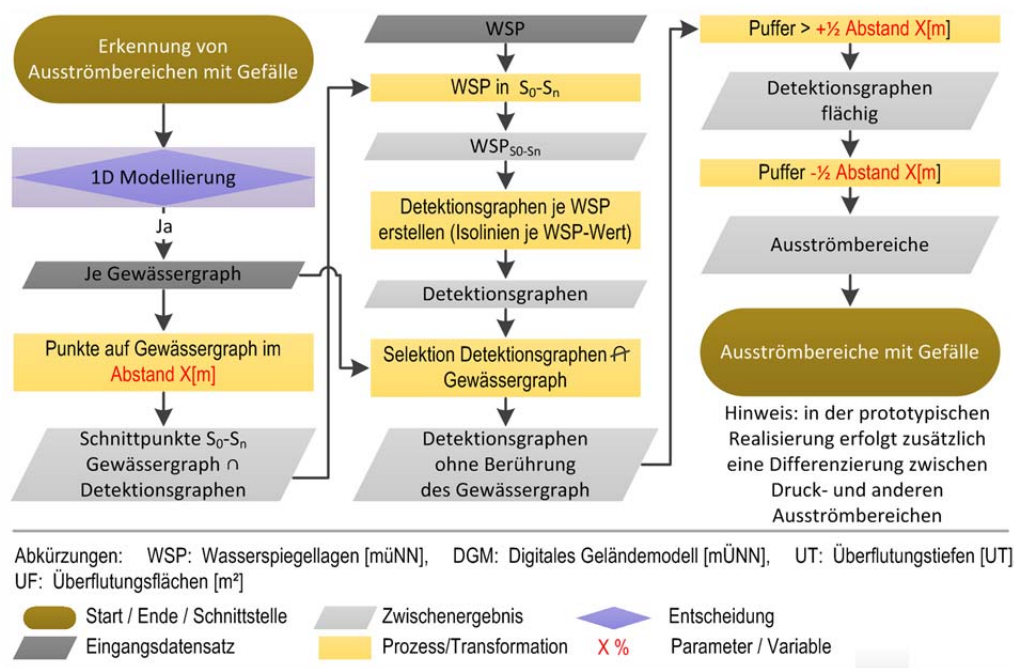 Erkennung von
Ausströmbereichen mit Gefälle
1D Modellierung
Ja
Je Gewässergraph
Punkte auf Gewässergraph im
Abstand X[m]
Schnittpunkte S₀-Sₙ
Gewässergraph ∩
Detektionsgraphen
WSP
WSP in S₀-Sₙ
WSP_S0-Sn
Detektionsgraphen je WSP
erstellen (Isolinien je WSP-Wert)
Detektionsgraphen
Selektion Detektionsgraphen ∩̸
Gewässergraph
Detektionsgraphen
ohne Berührung
des Gewässergraph
Puffer > +½ Abstand X[m]
Detektionsgraphen
flächig
Puffer -½ Abstand X[m]
Ausströmbereiche
Ausströmbereiche mit Gefälle
Hinweis: in der prototypischen
Realisierung erfolgt zusätzlich
eine Differenzierung zwischen
Druck- und anderen
Ausströmbereichen
Abkürzungen: WSP: Wasserspiegellagen [müNN], DGM: Digitales Geländemodell [mÜNN], UT: Überflutungstiefen [UT]
UF: Überflutungsflächen [m²]
Start / Ende / Schnittstelle
Zwischenergebnis
Entscheidung
Eingangsdatensatz
Prozess/Transformation
X % Parameter / Variable